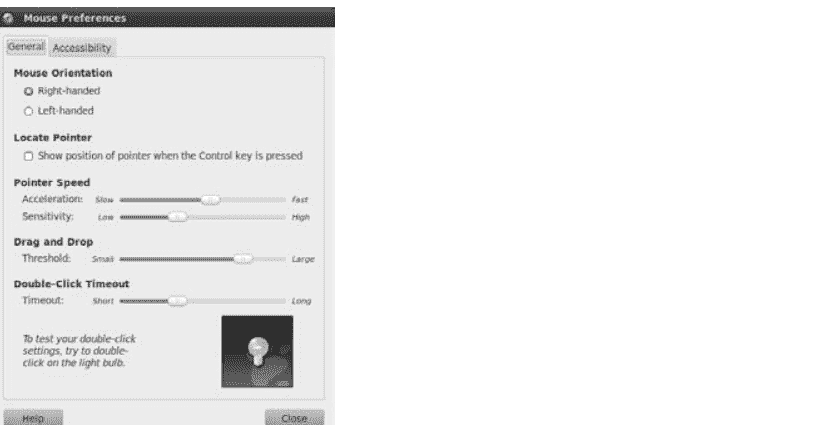 Mouse Preferences
General Accessibility
Mouse Orientation
Right-handed
Left-handed
Locate Pointer
Show position of pointer when the Control key is pressed
Pointer Speed
Acceleration: Slow Fast
Sensitivity: Low High
Drag and Drop
Threshold: Small Large
Double-Click Timeout
Timeout: Short Long
To test your double-click
settings, try to double-
click on the light bulb.
Help Close